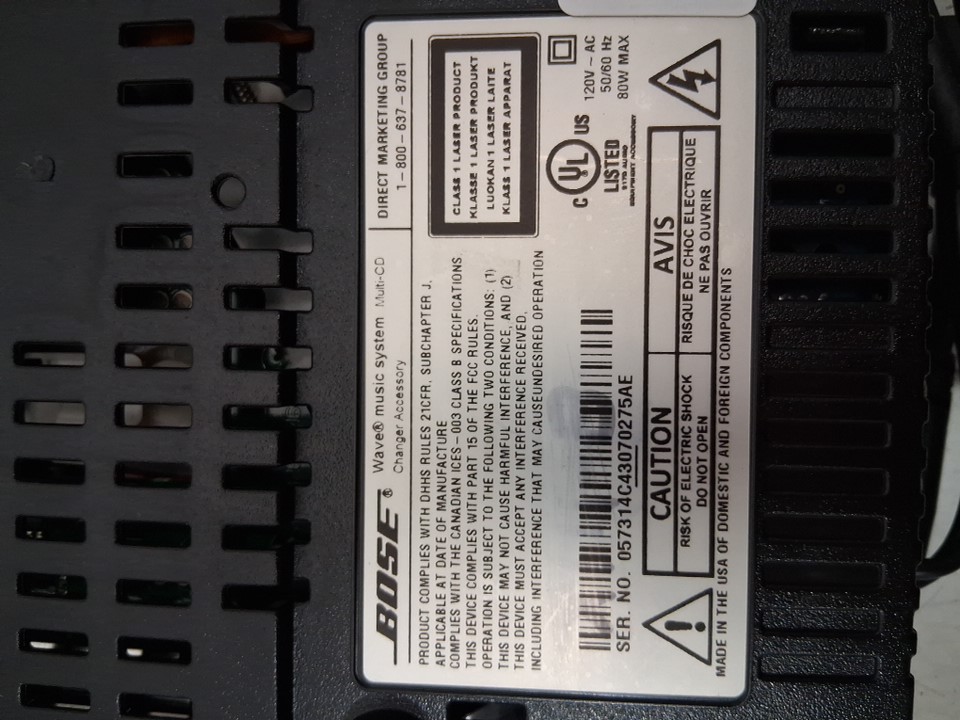 BOSE® Wave® music system Multi-CD
Changer Accessory
DIRECT MARKETING GROUP
1-800-637-8781
PRODUCT COMPLIES WITH DHHS RULES 21CFR, SUBCHAPTER J,
APPLICABLE AT DATE OF MANUFACTURE
COMPLIES WITH THE CANADIAN ICES-003 CLASS B SPECIFICATIONS
THIS DEVICE COMPLIES WITH PART 15 OF THE FCC RULES.
OPERATION IS SUBJECT TO THE FOLLOWING TWO CONDITIONS: (1)
THIS DEVICE MAY NOT CAUSE HARMFUL INTERFERENCE, AND (2)
THIS DEVICE MUST ACCEPT ANY INTERFERENCE RECEIVED,
INCLUDING INTERFERENCE THAT MAY CAUSEUNDESIRED OPERATION
CLASS 1 LASER PRODUCT
KLASSE 1 LASER PRODUKT
LUOKAN 1 LASER LAITE
KLASS 1 LASER APPARAT
C UL US
LISTED
EQUIPMENT ACCESSORY
120V ~ AC
50/60 Hz
80W MAX
SER. NO. 057314C43070275AE
CAUTION
RISK OF ELECTRIC SHOCK
DO NOT OPEN
AVIS
RISQUE DE CHOC ELECTRIQUE
NE PAS OUVRIR
MADE IN THE USA OF DOMESTIC AND FOREIGN COMPONENTS